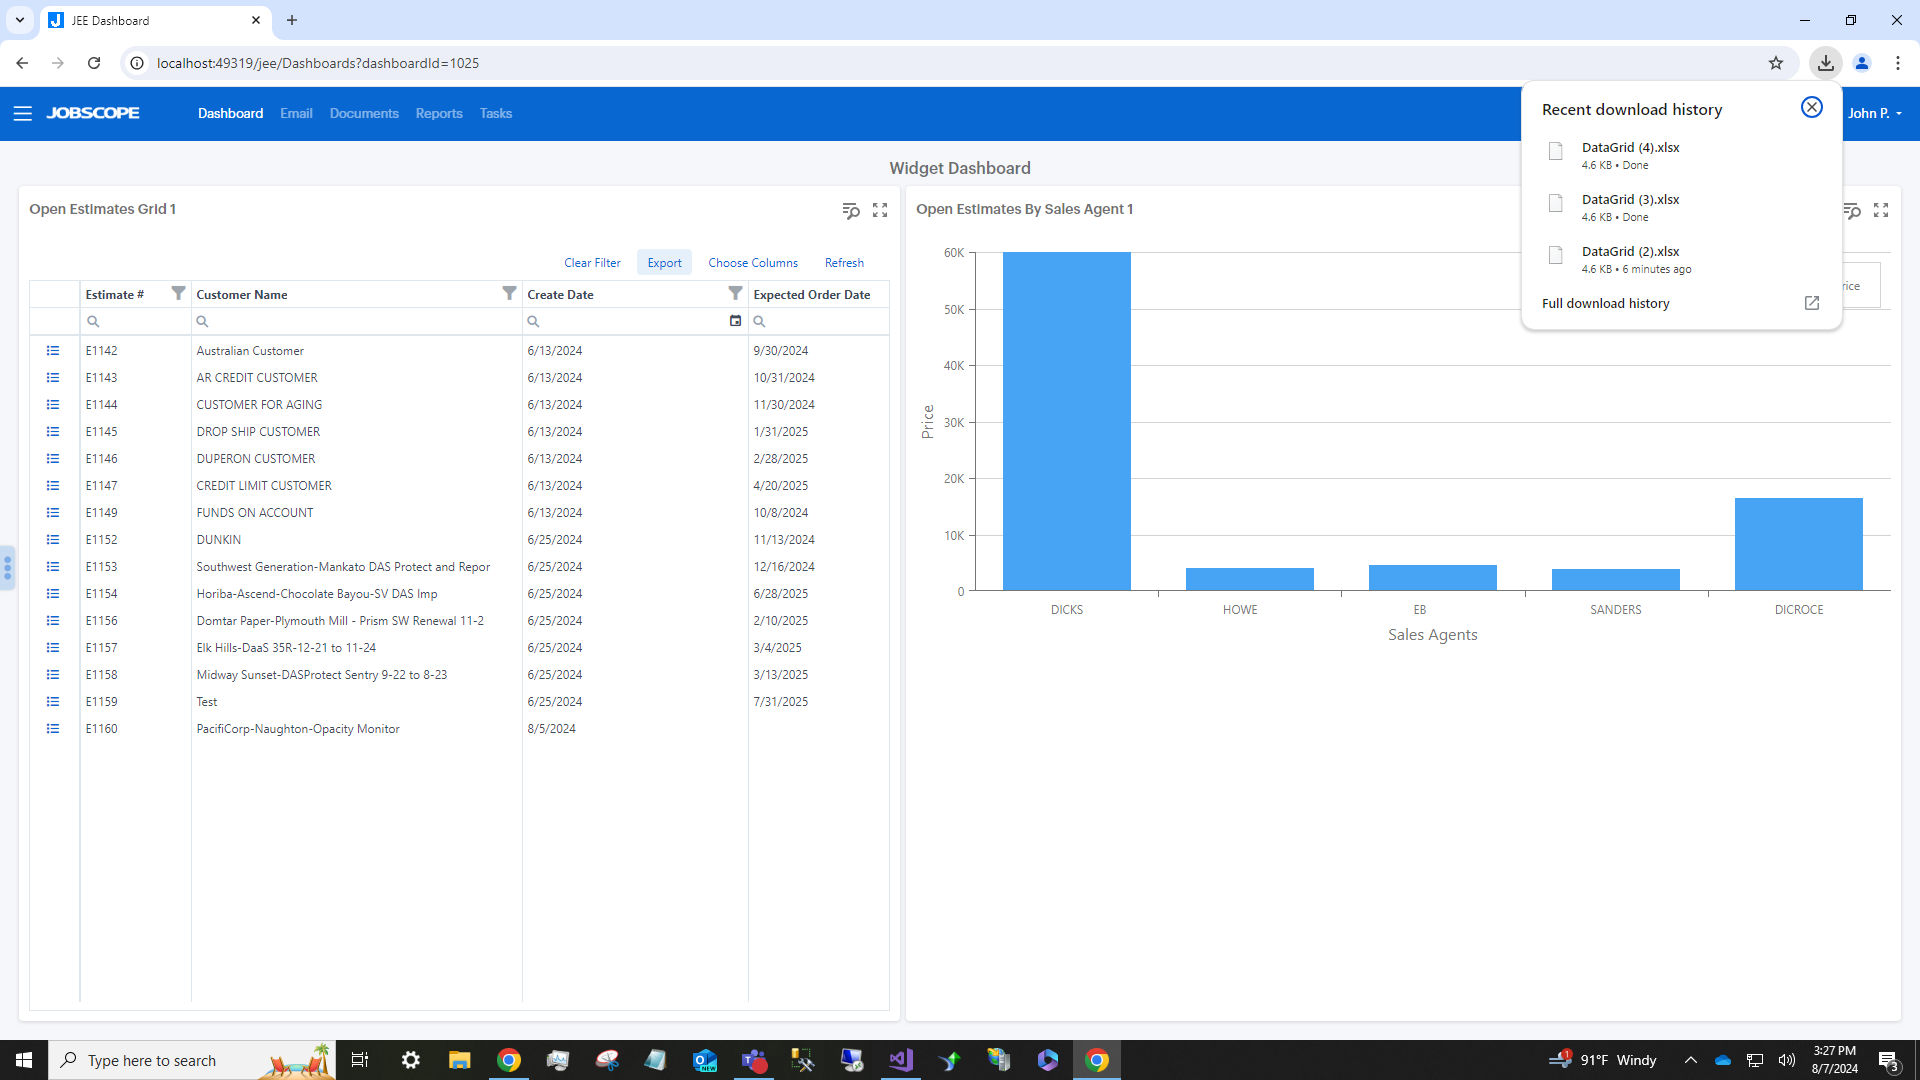 JEE Dashboard
localhost:49319/jee/Dashboards?dashboardId=1025
JOBSCOPE
Dashboard Email Documents Reports Tasks
John P.
Recent download history
DataGrid (4).xlsx
4.6 KB • Done
DataGrid (3).xlsx
4.6 KB • Done
DataGrid (2).xlsx
4.6 KB • 6 minutes ago
Full download history
Widget Dashboard
Open Estimates Grid 1
Clear Filter Export Choose Columns Refresh
Estimate # Customer Name Create Date Expected Order Date
E1142 Australian Customer 6/13/2024 9/30/2024
E1143 AR CREDIT CUSTOMER 6/13/2024 10/31/2024
E1144 CUSTOMER FOR AGING 6/13/2024 11/30/2024
E1145 DROP SHIP CUSTOMER 6/13/2024 1/31/2025
E1146 DUPERON CUSTOMER 6/13/2024 2/28/2025
E1147 CREDIT LIMIT CUSTOMER 6/13/2024 4/20/2025
E1149 FUNDS ON ACCOUNT 6/13/2024 10/8/2024
E1152 DUNKIN 6/25/2024 11/13/2024
E1153 Southwest Generation-Mankato DAS Protect and Repor 6/25/2024 12/16/2024
E1154 Horiba-Ascend-Chocolate Bayou-SV DAS Imp 6/25/2024 6/28/2025
E1156 Domtar Paper-Plymouth Mill - Prism SW Renewal 11-2 6/25/2024 2/10/2025
E1157 Elk Hills-DaaS 35R-12-21 to 11-24 6/25/2024 3/4/2025
E1158 Midway Sunset-DASProtect Sentry 9-22 to 8-23 6/25/2024 3/13/2025
E1159 Test 6/25/2024 7/31/2025
E1160 PacifiCorp-Naughton-Opacity Monitor 8/5/2024
Open Estimates By Sales Agent 1
rice
60K
50K
40K
30K
20K
10K
0
Price
DICKS HOWE EB SANDERS DICROCE
Sales Agents
Type here to search
NEW
1
91°F Windy
3:27 PM
8/7/2024
3